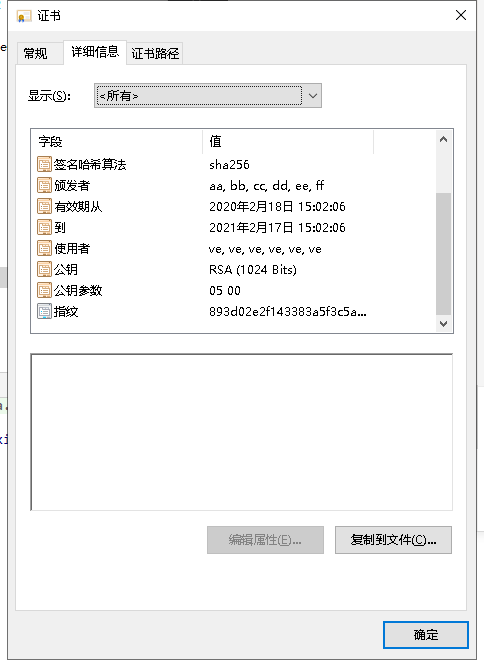 证书
常规 详细信息 证书路径
显示(S): <所有>
字段 值
签名哈希算法 sha256
颁发者 aa, bb, cc, dd, ee, ff
有效期从 2020年2月18日 15:02:06
到 2021年2月17日 15:02:06
使用者 ve, ve, ve, ve, ve, ve
公钥 RSA (1024 Bits)
公钥参数 05 00
指纹 893d02e2f143383a5f3c5a...
编辑属性(E)... 复制到文件(C)...
确定